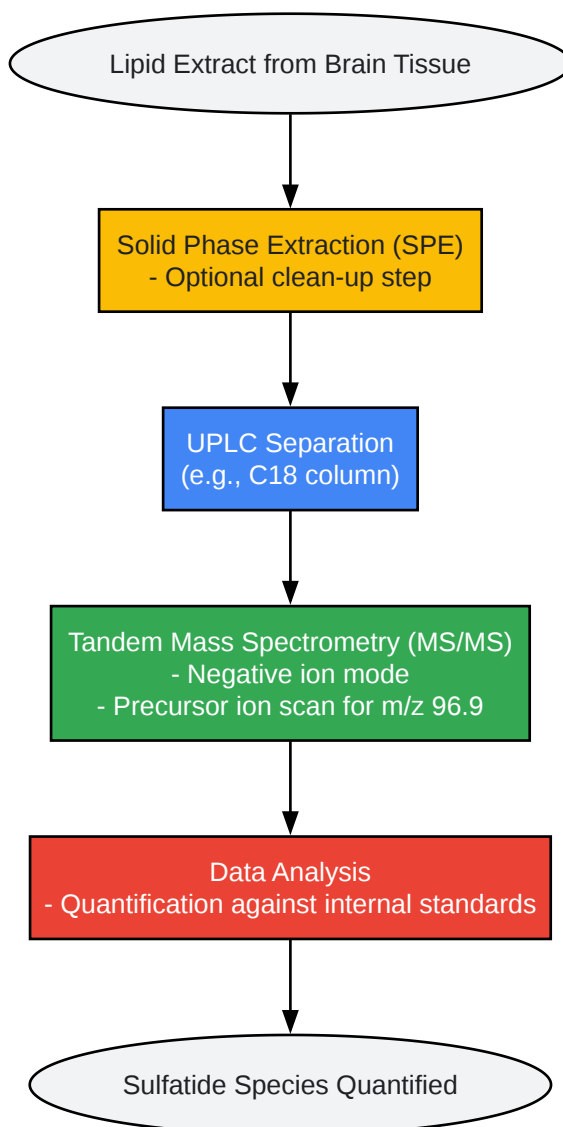 Lipid Extract from Brain Tissue
Solid Phase Extraction (SPE)
- Optional clean-up step
UPLC Separation
(e.g., C18 column)
Tandem Mass Spectrometry (MS/MS)
- Negative ion mode
- Precursor ion scan for m/z 96.9
Data Analysis
- Quantification against internal standards
Sulfatide Species Quantified